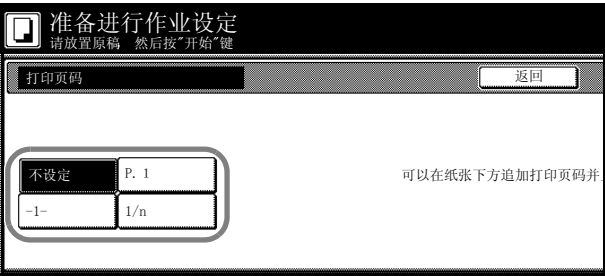 准备进行作业设定
请放置原稿 然后按"开始"键
打印页码
返回
不设定
P. 1
可以在纸张下方追加打印页码并
-1-
1/n